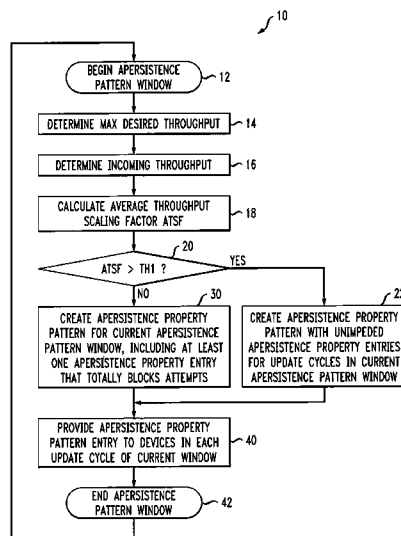 10
BEGIN APERSISTENCE
PATTERN WINDOW
12
DETERMINE MAX DESIRED THROUGHPUT
14
DETERMINE INCOMING THROUGHPUT
16
CALCULATE AVERAGE THROUGHPUT
SCALING FACTOR ATSF
18
20
ATSF > TH1 ?
YES
NO
30
CREATE APERSISTENCE PROPERTY
PATTERN FOR CURRENT APERSISTENCE
PATTERN WINDOW, INCLUDING AT LEAST
ONE APERSISTENCE PROPERTY ENTRY
THAT TOTALLY BLOCKS ATTEMPTS
CREATE APERSISTENCE PROPERTY
PATTERN WITH UNIMPEDED
APERSISTENCE PROPERTY ENTRIES
FOR UPDATE CYCLES IN CURRENT
APERSISTENCE PATTERN WINDOW
PROVIDE APERSISTENCE PROPERTY
PATTERN ENTRY TO DEVICES IN EACH
UPDATE CYCLE OF CURRENT WINDOW
40
END APERSISTENCE
PATTERN WINDOW
42